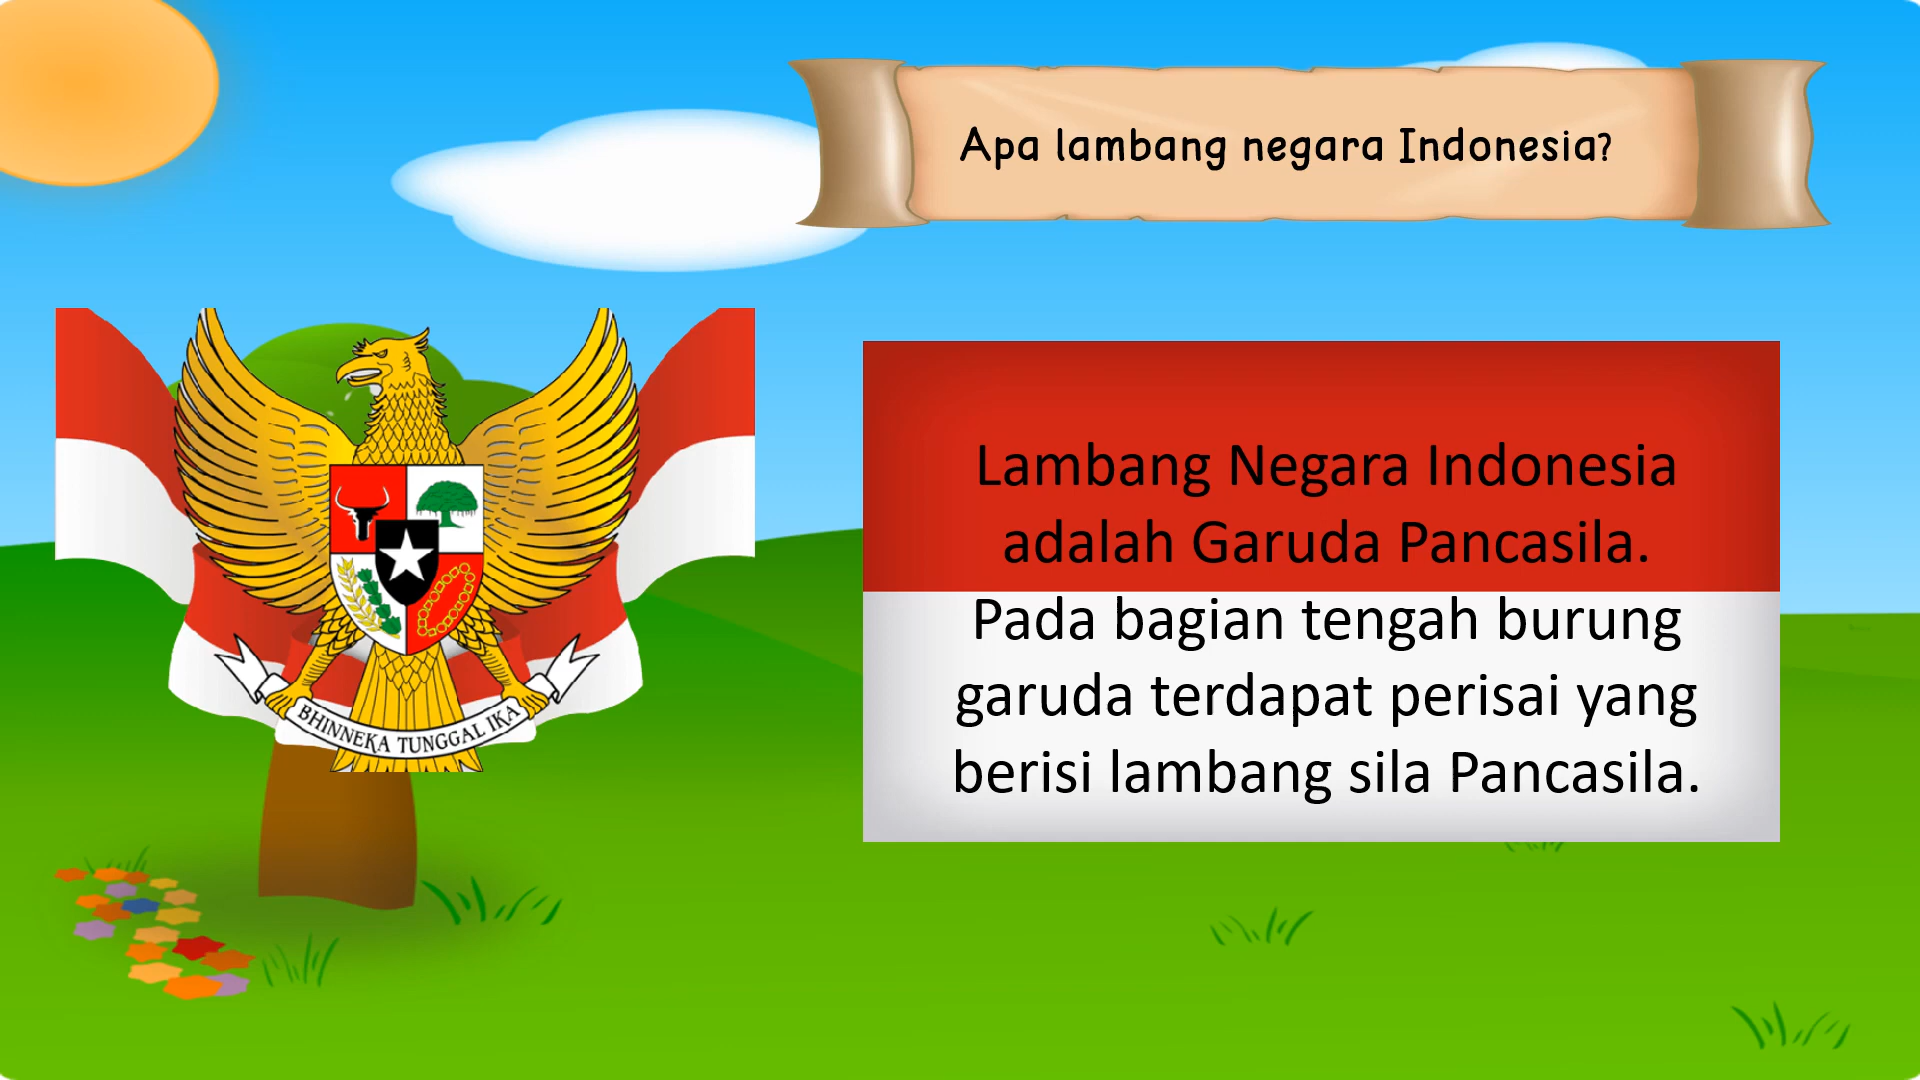 Apa lambang negara Indonesia?
Lambang Negara Indonesia
adalah Garuda Pancasila.
Pada bagian tengah burung
garuda terdapat perisai yang
berisi lambang sila Pancasila.
BHINNEKA TUNGGAL IKA